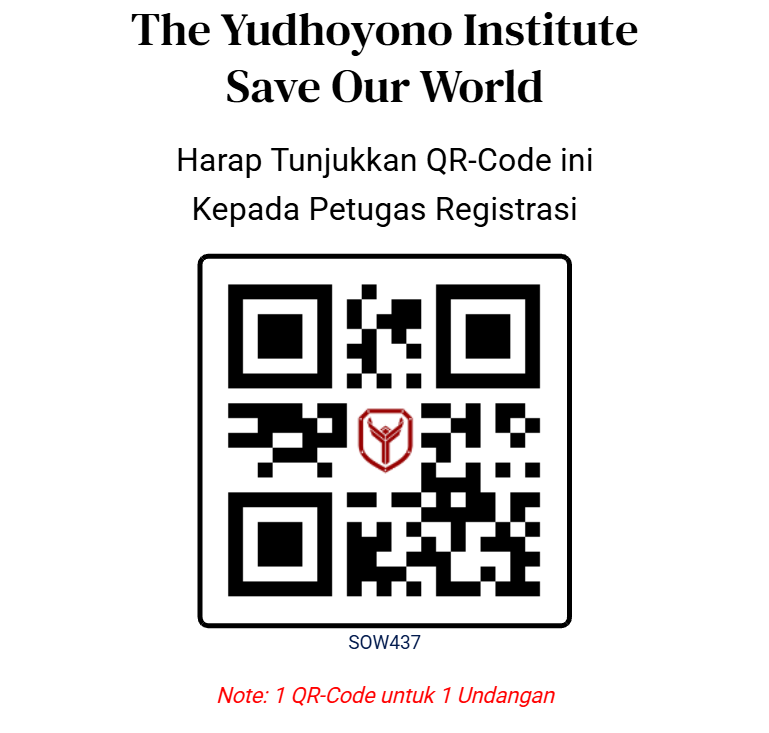 The Yudhoyono Institute
Save Our World
Harap Tunjukkan QR-Code ini
Kepada Petugas Registrasi
SOW437
Note: 1 QR-Code untuk 1 Undangan